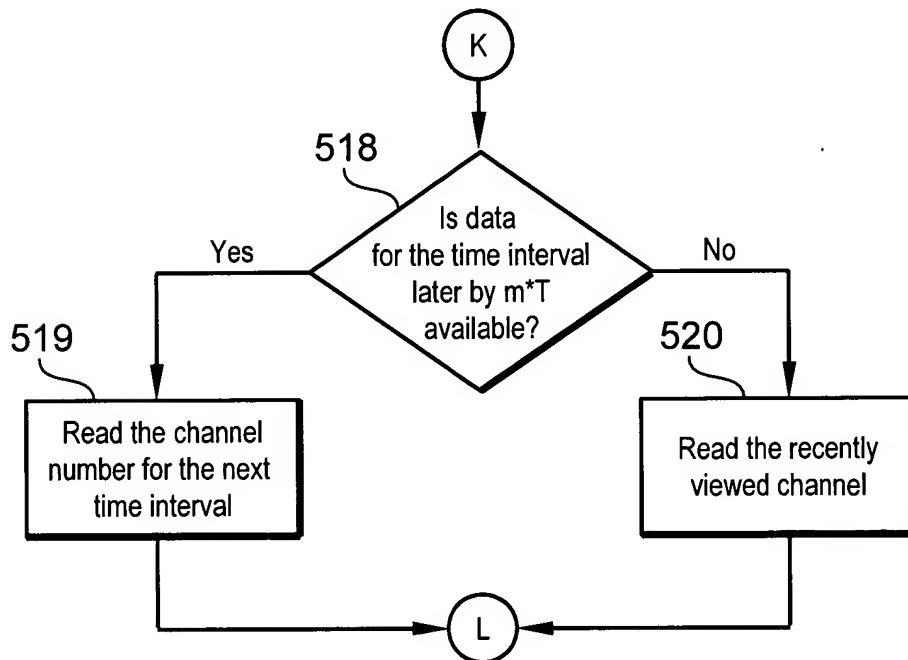 K
518
Is data
for the time interval
later by m*T
available?
Yes
No
519
520
Read the channel
number for the next
time interval
Read the recently
viewed channel
L